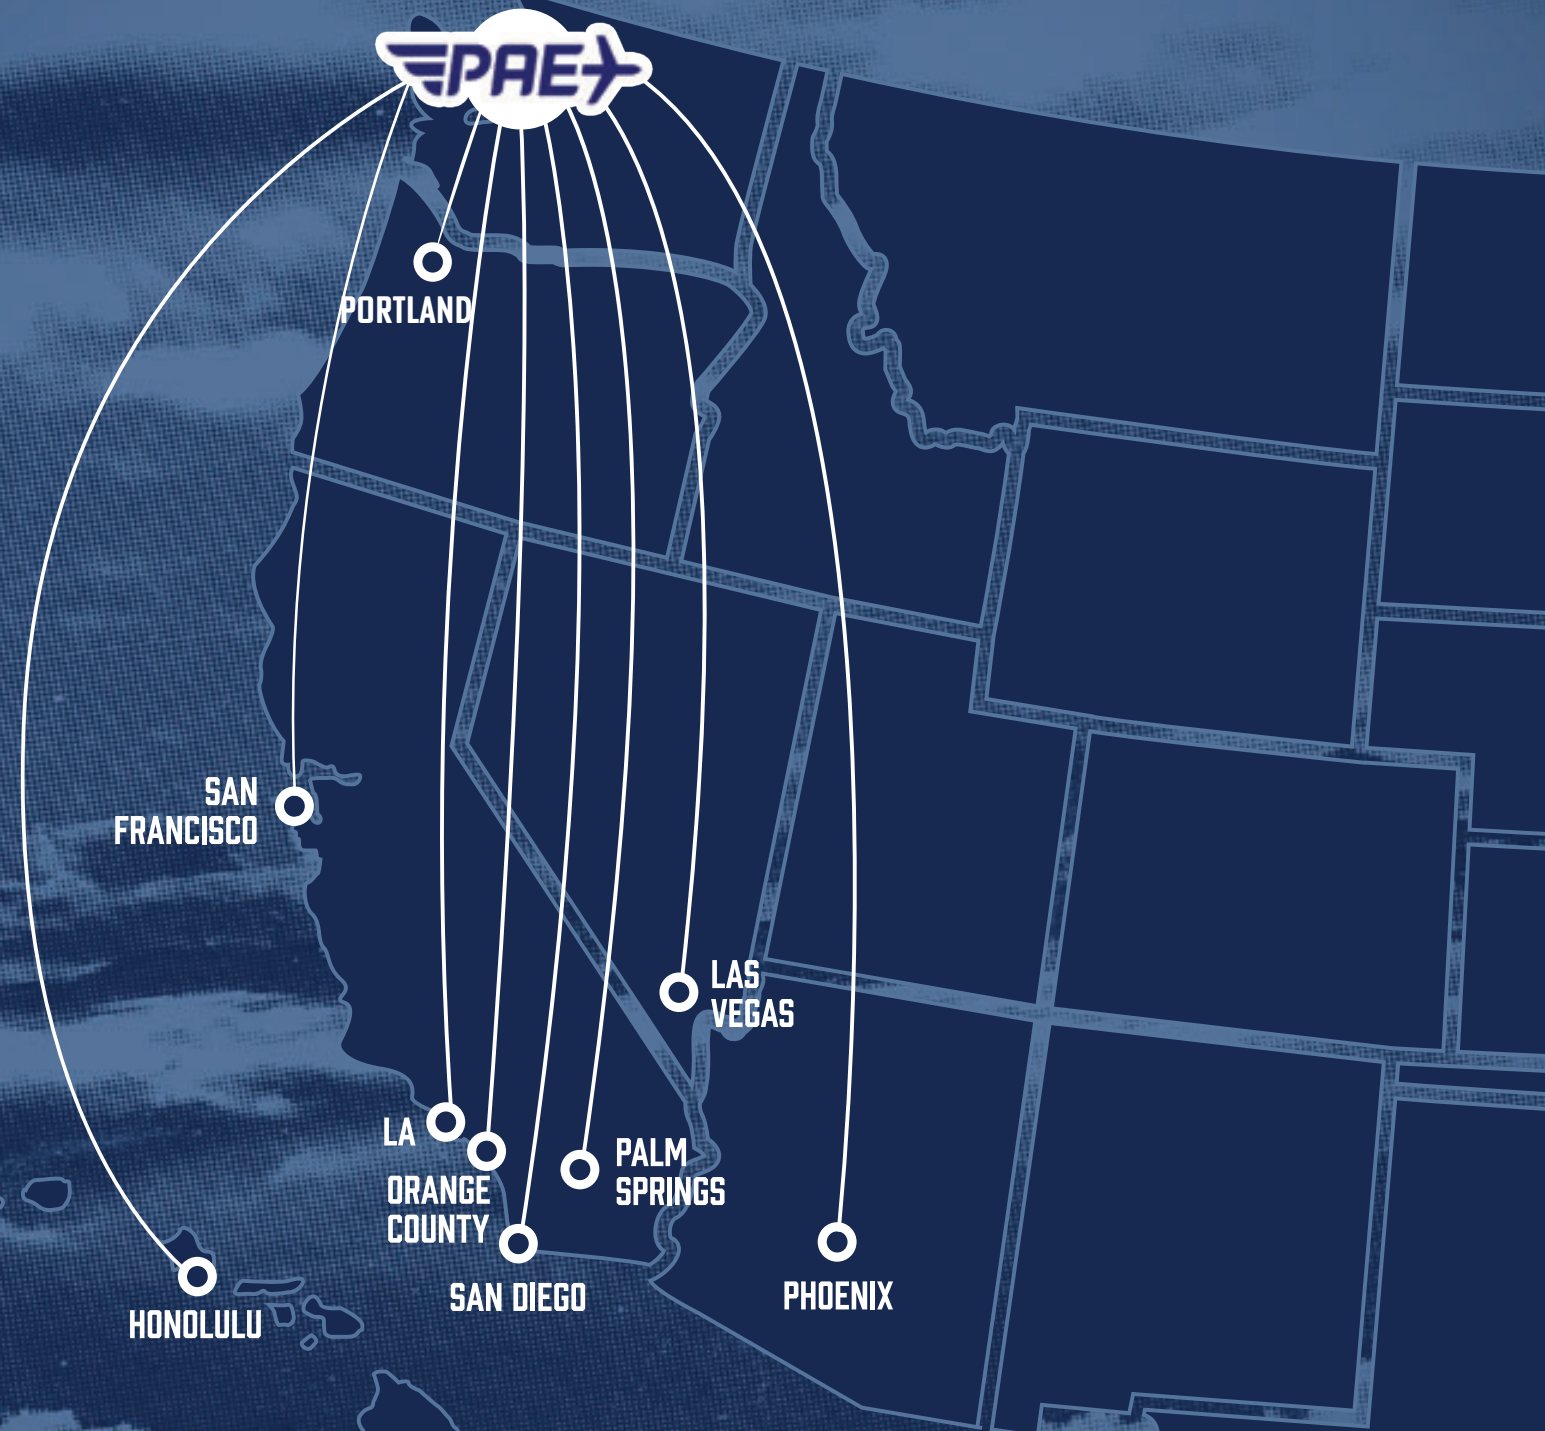 PAE
PORTLAND
SAN
FRANCISCO
LAS
VEGAS
LA
ORANGE
COUNTY
PALM
SPRINGS
SAN DIEGO
PHOENIX
HONOLULU